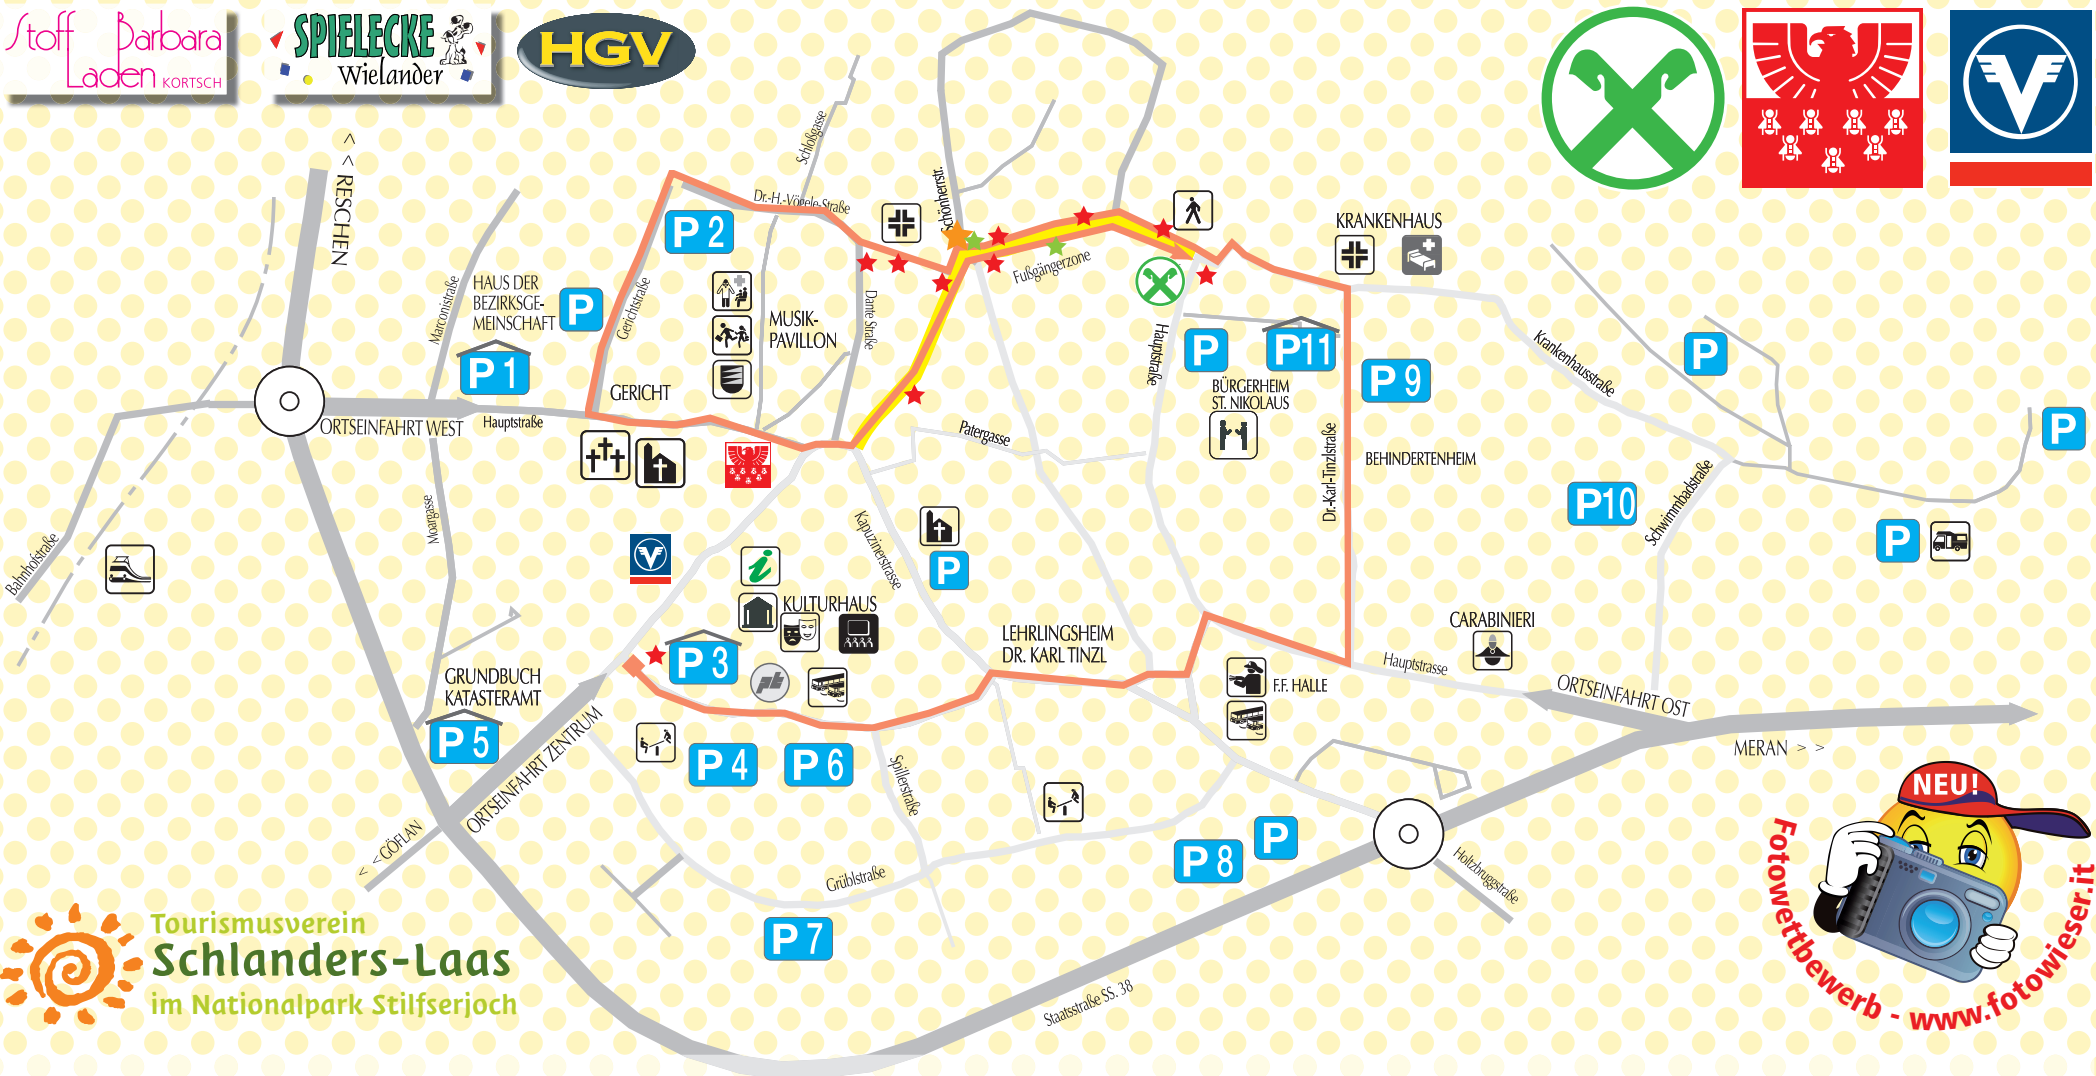 Stoff Barbara
Laden KORTSCH
SPIELECKE
Wielander
HGV
< < RESCHEN
Schloßgasse
Schönherrstr.
Dr.-H.-Vögele-Straße
P 2
KRANKENHAUS
HAUS DER
BEZIRKSGE-
MEINSCHAFT
P
Marconistraße
Gerichtstraße
MUSIK-
PAVILLON
Dante Straße
Fußgängerzone
Hauptstraße
P
P11
P 1
P 9
P
Krankenhausstraße
GERICHT
BÜRGERHEIM
ST. NIKOLAUS
ORTSEINFAHRT WEST
Hauptstraße
Patergasse
P
Dr.-Karl-Tinzlstraße
BEHINDERTENHEIM
Schwimmbadstraße
P10
P
Moargasse
Bahnhofstraße
Kapuzinerstrasse
P
i
KULTURHAUS
P 3
LEHRLINGSHEIM
DR. KARL TINZL
CARABINIERI
GRUNDBUCH
KATASTERAMT
Hauptstrasse
F.F. HALLE
ORTSEINFAHRT OST
P 5
ORTSEINFAHRT ZENTRUM
P 4
P 6
Spillerstraße
MERAN > >
NEU!
< < GÖFLAN
P
P 8
Grüblstraße
Holtzbruggstraße
P 7
Staatsstraße SS. 38
Tourismusverein
Schlanders-Laas
im Nationalpark Stilfserjoch
Fotowettbewerb - www.fotowieser.it